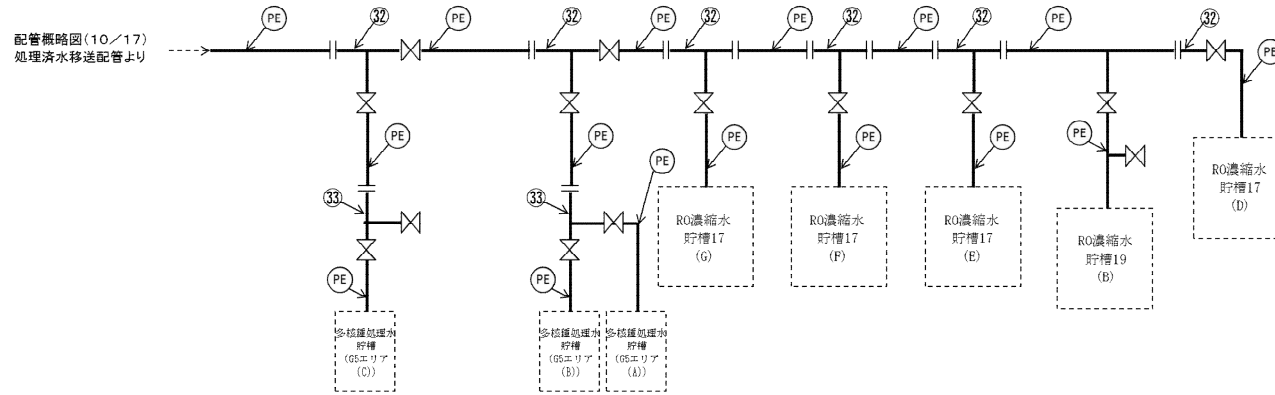 配管概略図(10/17)
処理済水移送配管より
PE
㉜
PE
㉜
PE
㉜
PE
㉜
PE
㉜
PE
㉜
PE
PE
PE
PE
PE
PE
PE
PE
㉝
㉝
PE
PE
RO濃縮水
貯槽17
(G)
RO濃縮水
貯槽17
(F)
RO濃縮水
貯槽17
(E)
RO濃縮水
貯槽19
(B)
RO濃縮水
貯槽17
(D)
多核種処理水
貯槽
(G5エリア
(C))
多核種処理水
貯槽
(G5エリア
(B))
多核種処理水
貯槽
(G5エリア
(A))